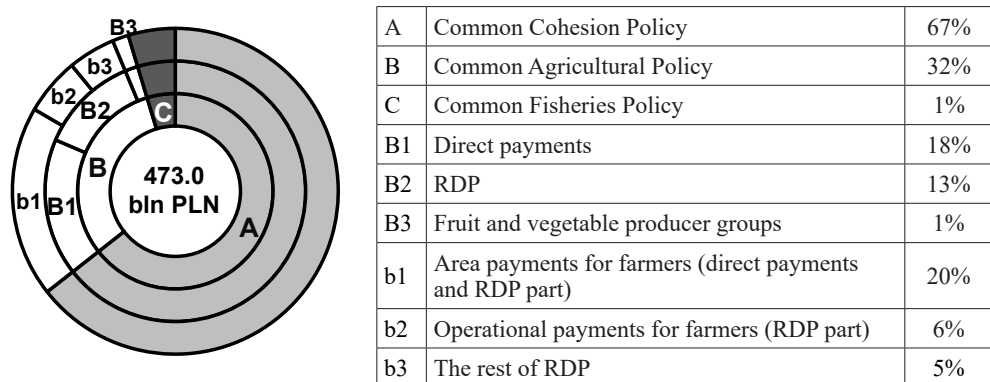 B3
b3
b2
B2
C
B
473.0
bln PLN
b1
B1
A
A Common Cohesion Policy 67%
B Common Agricultural Policy 32%
C Common Fisheries Policy 1%
B1 Direct payments 18%
B2 RDP 13%
B3 Fruit and vegetable producer groups 1%
b1 Area payments for farmers (direct payments
and RDP part) 20%
b2 Operational payments for farmers (RDP part) 6%
b3 The rest of RDP 5%